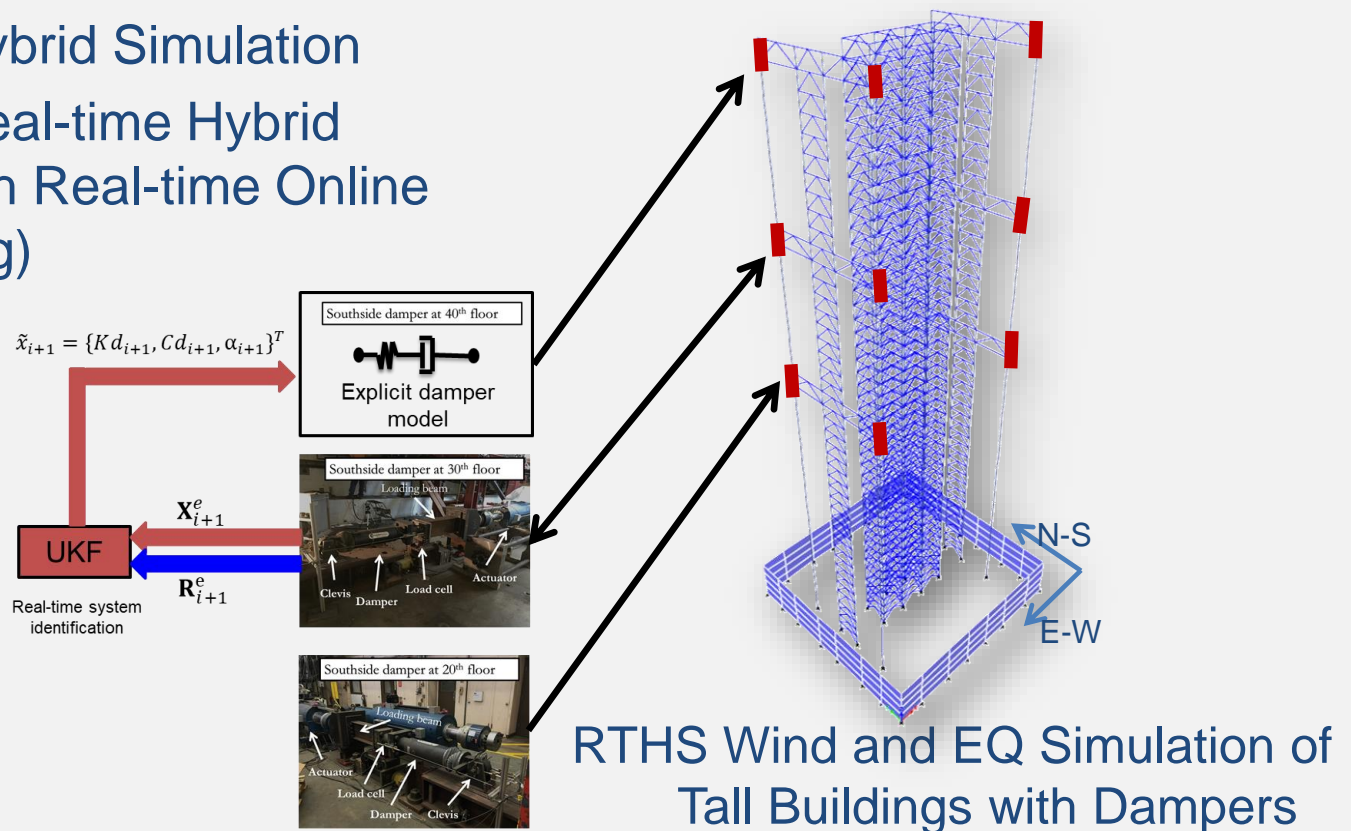 ybrid Simulation
eal-time Hybrid
n Real-time Online
g)
x̃ᵢ₊₁ = {Kdᵢ₊₁, Cdᵢ₊₁, αᵢ₊₁}ᵀ
Southside damper at 40th floor
Explicit damper
model
Southside damper at 30th floor
Loading beam
Clevis
Damper
Load cell
Actuator
Xᵉᵢ₊₁
UKF
Rᵉᵢ₊₁
Real-time system
identification
Southside damper at 20th floor
Loading beam
Actuator
Load cell
Damper
Clevis
N-S
E-W
RTHS Wind and EQ Simulation of
Tall Buildings with Dampers